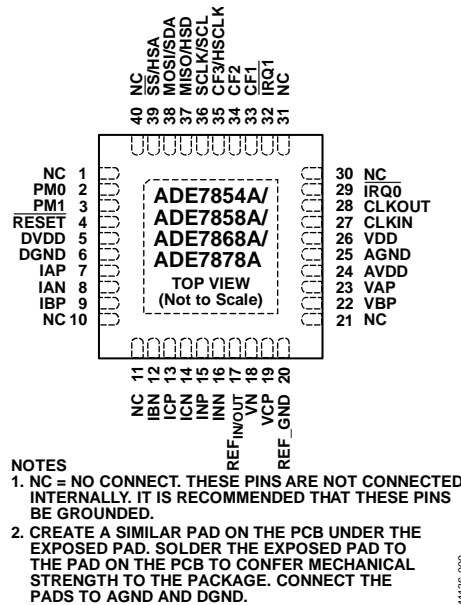 40 NC
39 SS/HSA
38 MOSI/SDA
37 MISO/HSD
36 SCLK/SCL
35 CF3/HSCLK
34 CF2
33 CF1
32 IRQ1
31 NC
NC 1
PM0 2
PM1 3
RESET 4
DVDD 5
DGND 6
IAP 7
IAN 8
IBP 9
NC 10
ADE7854A/
ADE7858A/
ADE7868A/
ADE7878A
TOP VIEW
(Not to Scale)
30 NC
29 IRQ0
28 CLKOUT
27 CLKIN
26 VDD
25 AGND
24 AVDD
23 VAP
22 VBP
21 NC
NC 11
IBN 12
ICP 13
ICN 14
INP 15
INN 16
REFIN/OUT 17
VN 18
VCP 19
REF_GND 20
NOTES
1. NC = NO CONNECT. THESE PINS ARE NOT CONNECTED
INTERNALLY. IT IS RECOMMENDED THAT THESE PINS
BE GROUNDED.
2. CREATE A SIMILAR PAD ON THE PCB UNDER THE
EXPOSED PAD. SOLDER THE EXPOSED PAD TO
THE PAD ON THE PCB TO CONFER MECHANICAL
STRENGTH TO THE PACKAGE. CONNECT THE
PADS TO AGND AND DGND.